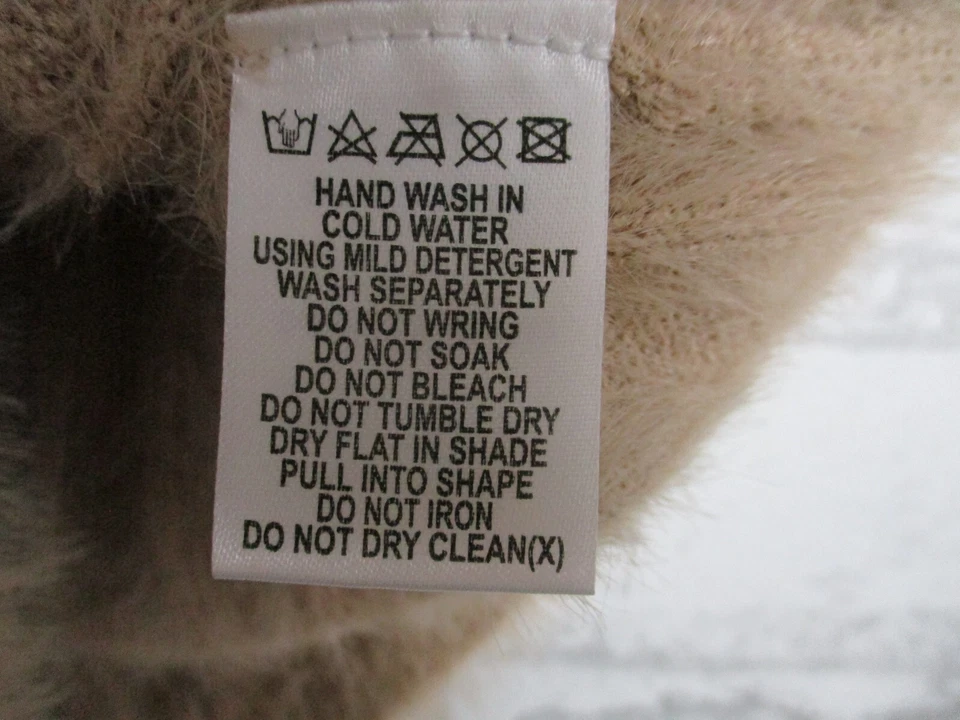 HAND WASH IN
COLD WATER
USING MILD DETERGENT
WASH SEPARATELY
DO NOT WRING
DO NOT SOAK
DO NOT BLEACH
DO NOT TUMBLE DRY
DRY FLAT IN SHADE
PULL INTO SHAPE
DO NOT IRON
DO NOT DRY CLEAN(X)